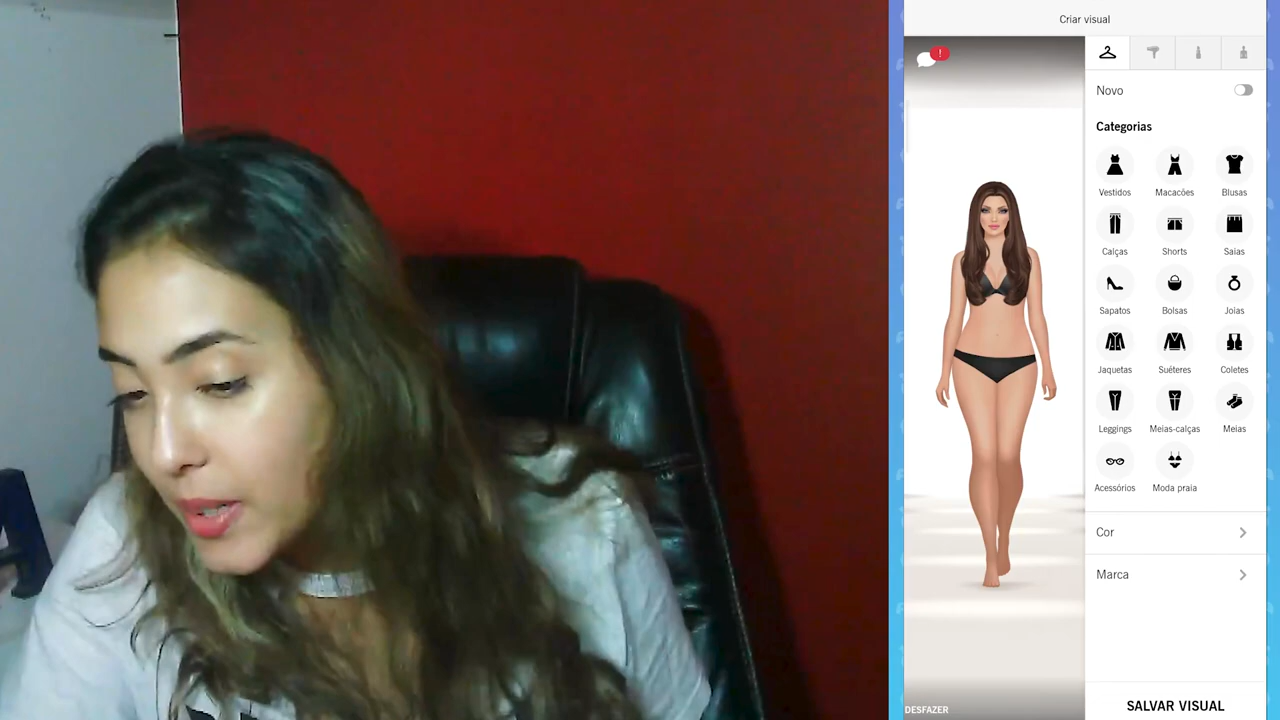 Criar visual
!
Novo
Categorias
Vestidos
Macacões
Blusas
Calças
Shorts
Saias
Sapatos
Bolsas
Joias
Jaquetas
Suéteres
Coletes
Leggings
Meias-calças
Meias
Acessórios
Moda praia
Cor
Marca
DESFAZER
SALVAR VISUAL